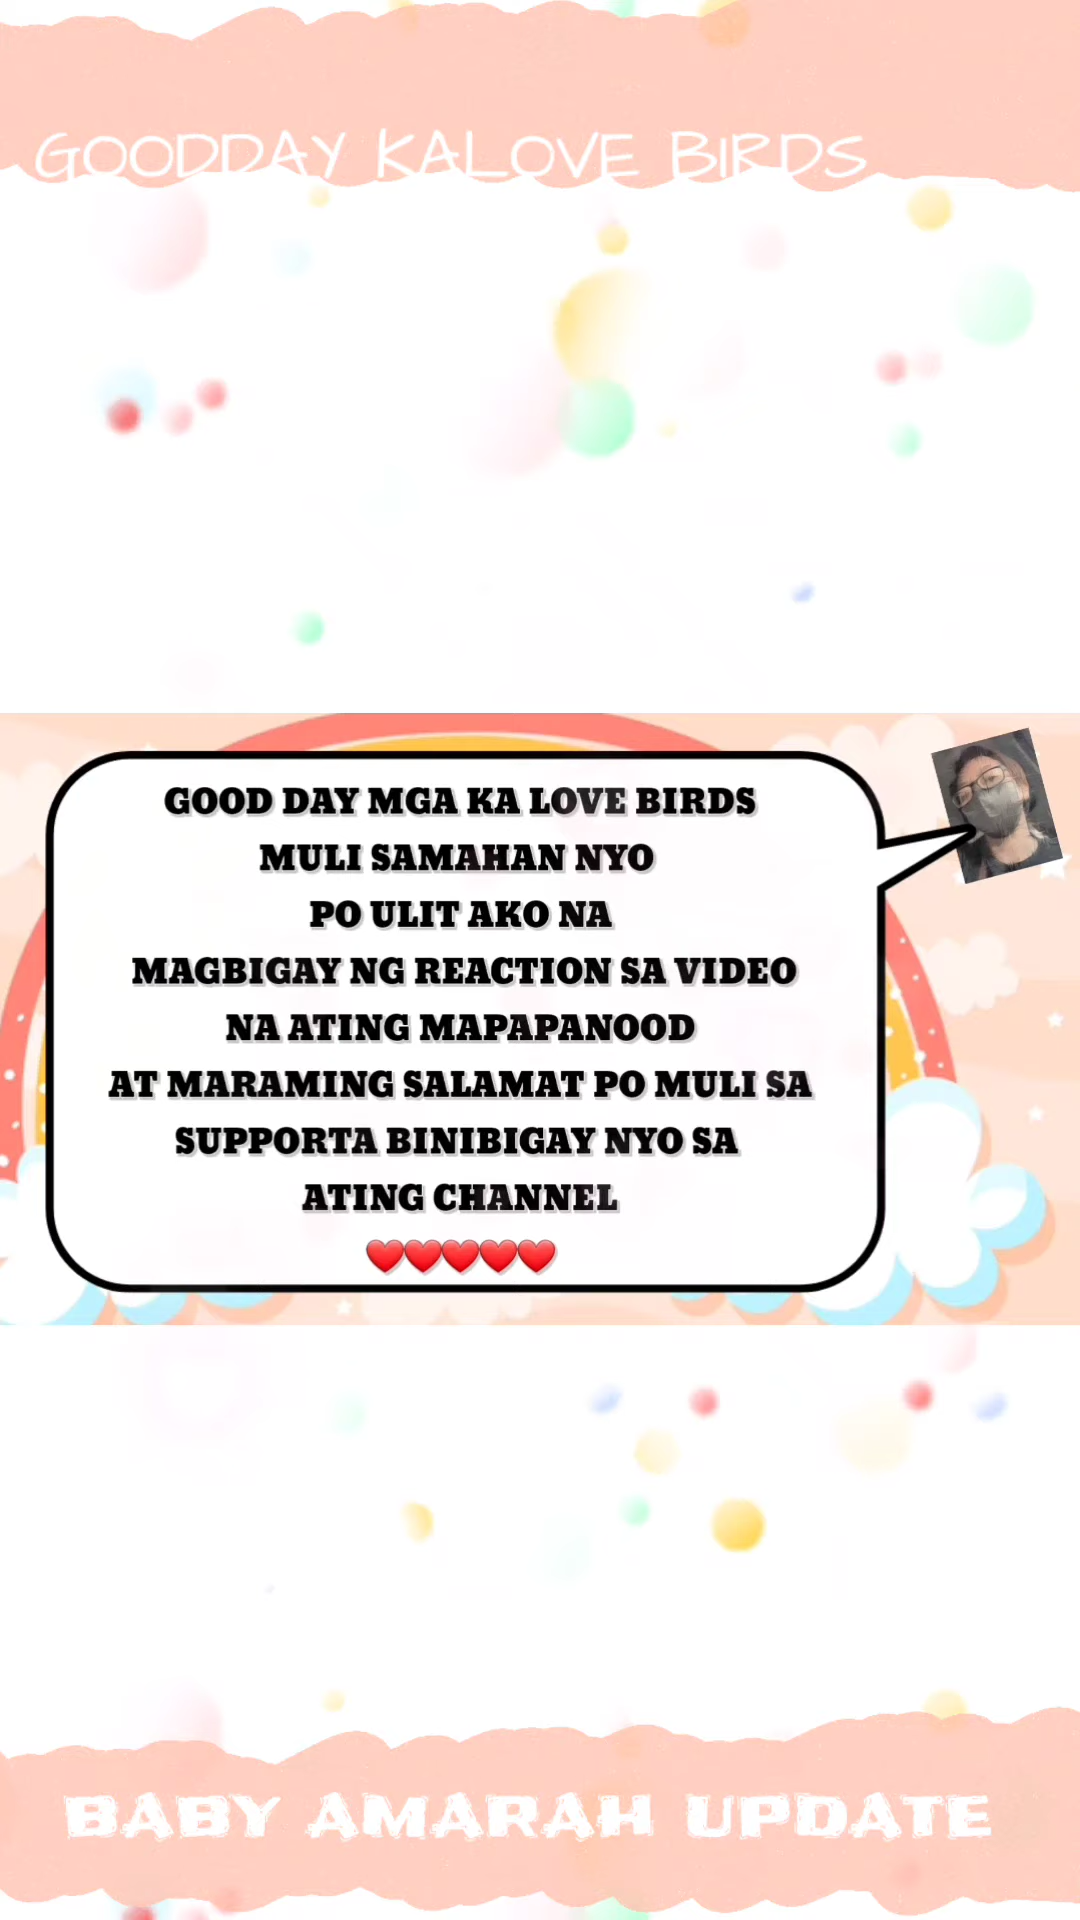 GOODDAY KALOVE BIRDS
GOOD DAY MGA KA LOVE BIRDS
MULI SAMAHAN NYO
PO ULIT AKO NA
MAGBIGAY NG REACTION SA VIDEO
NA ATING MAPAPANOOD
AT MARAMING SALAMAT PO MULI SA
SUPPORTA BINIBIGAY NYO SA
ATING CHANNEL
❤️❤️❤️❤️❤️
BABY AMARAH UPDATE